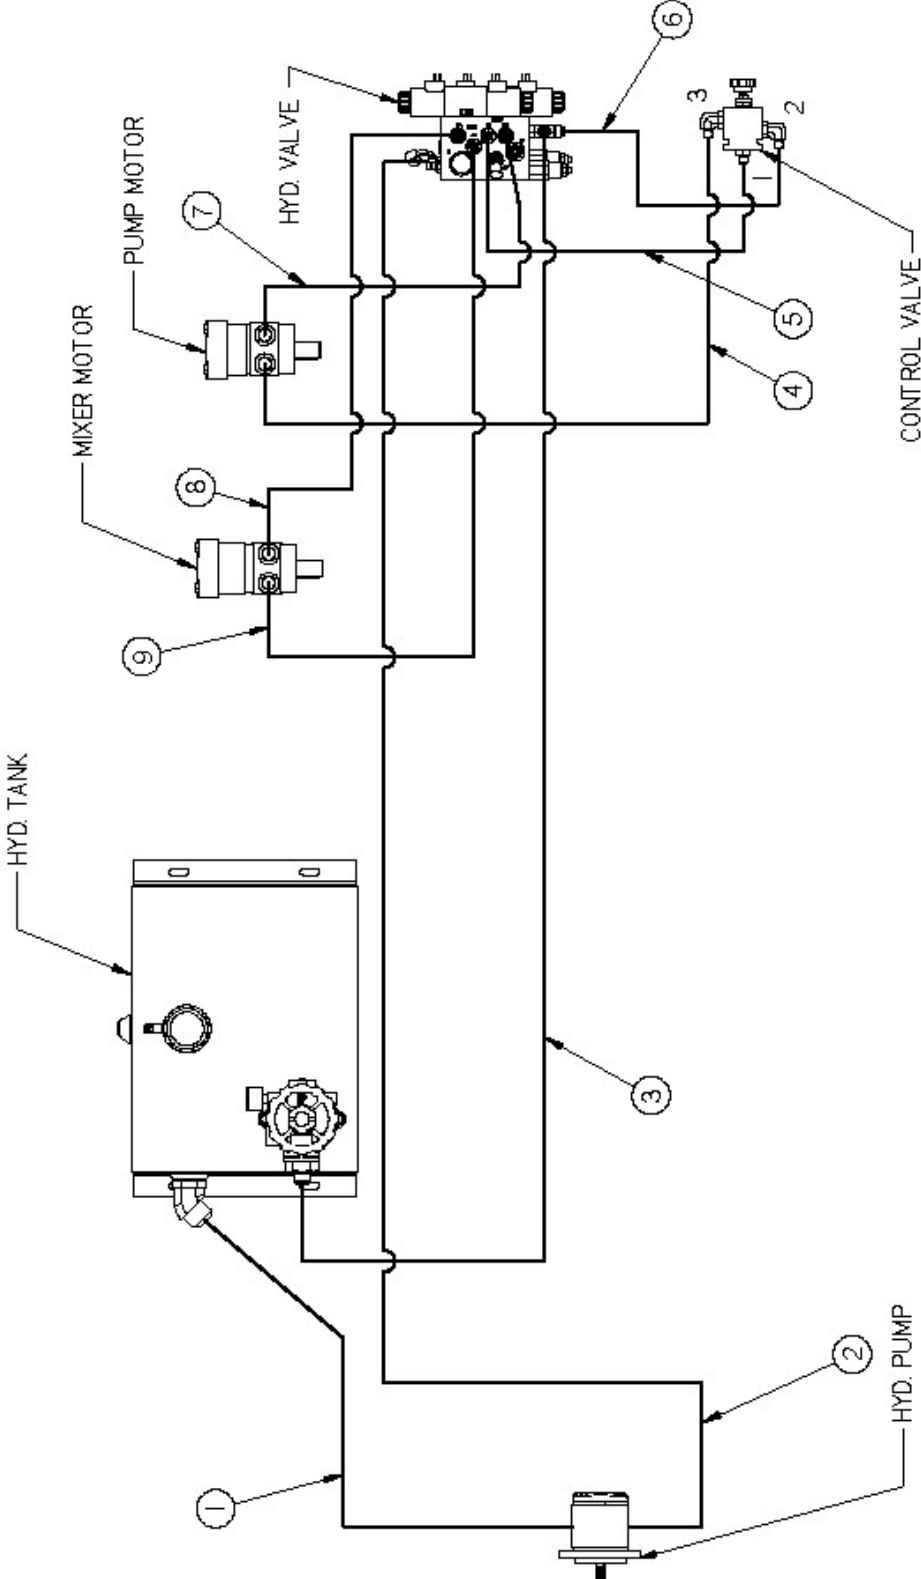 HYD. TANK
MIXER MOTOR
PUMP MOTOR
HYD. VALVE
9
8
7
6
3
2
1
1
3
5
4
2
CONTROL VALVE
HYD. PUMP